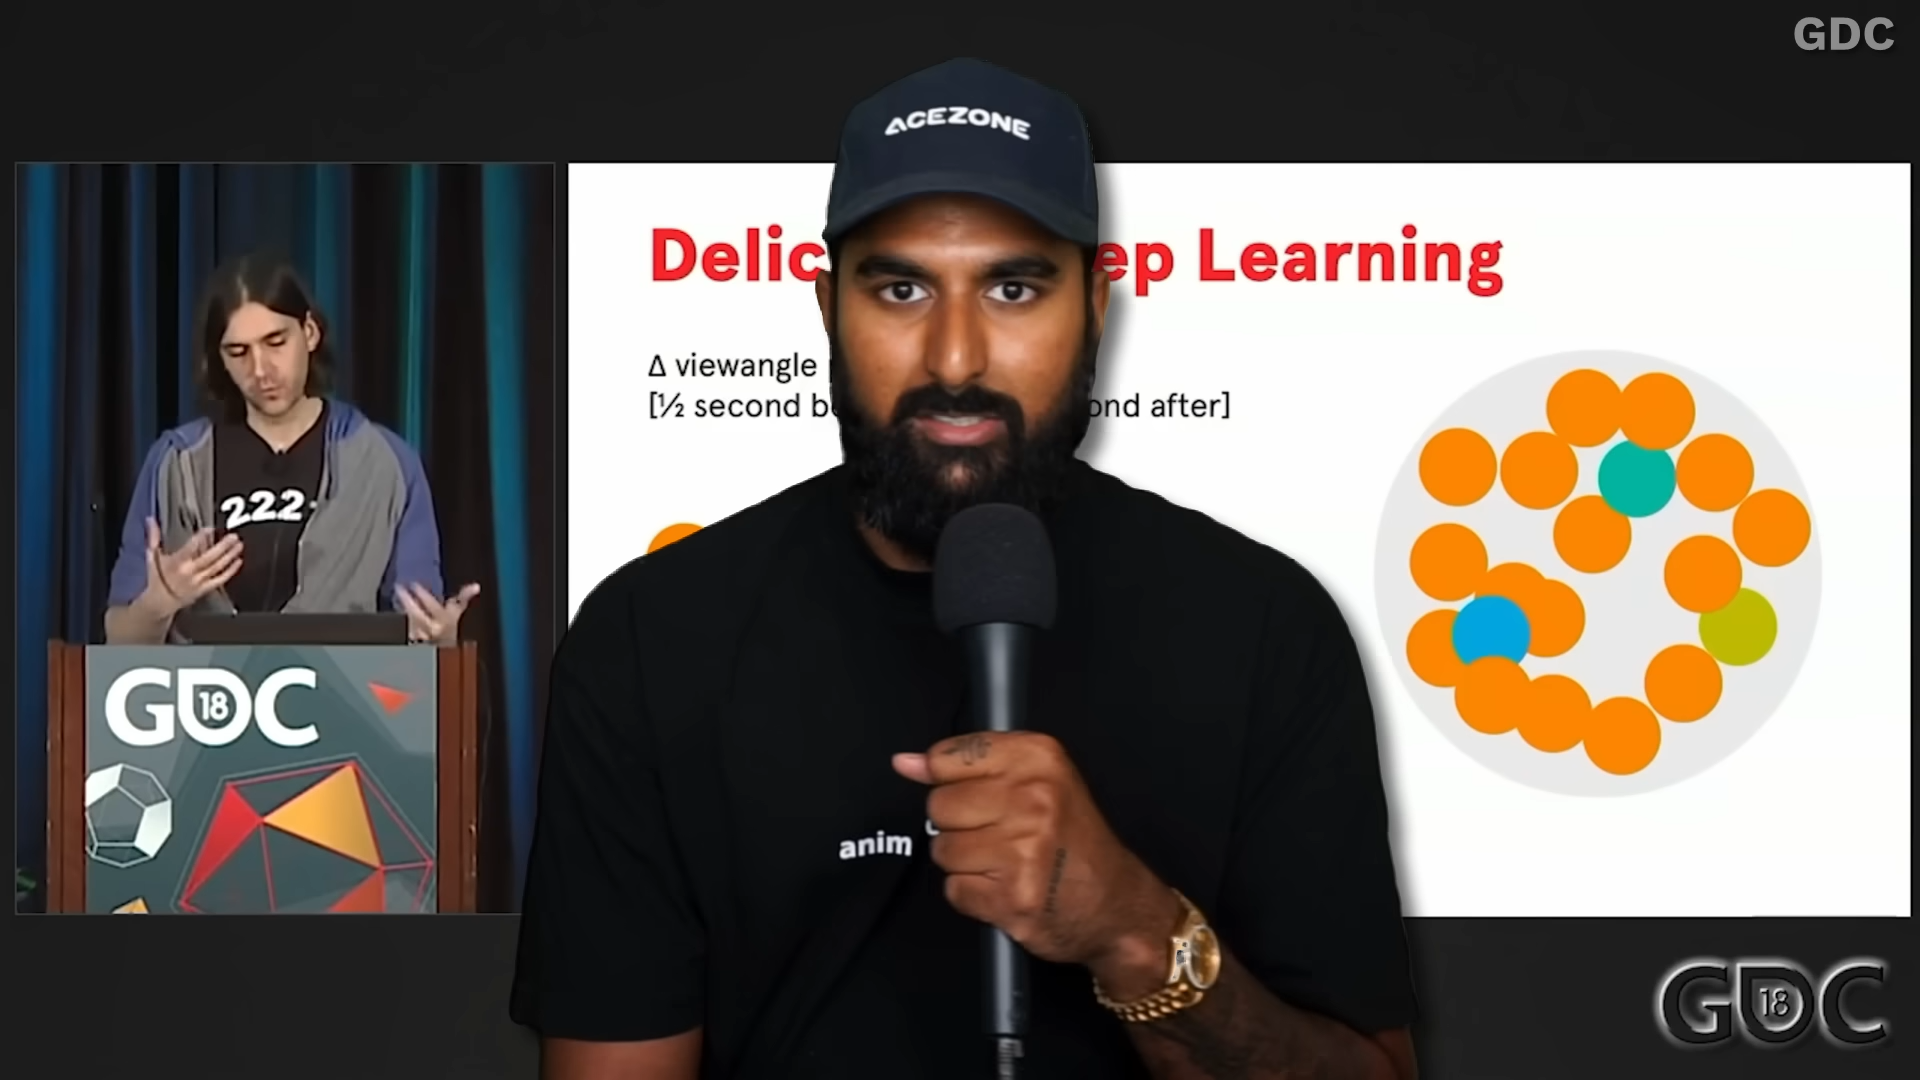 GDC
ACEZONE
Delic ep Learning
Δ viewangle
[½ second b ond after]
222
GDC
18
anim
GDC
18